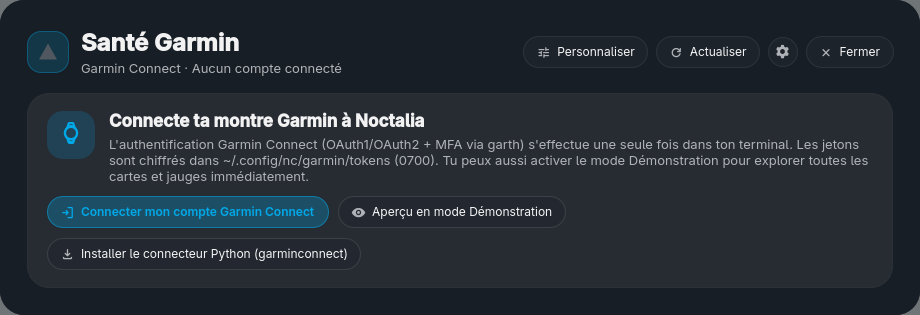 Santé Garmin
Garmin Connect · Aucun compte connecté
Personnaliser
Actualiser
Fermer
Connecte ta montre Garmin à Noctalia
L'authentification Garmin Connect (OAuth1/OAuth2 + MFA via garth) s'effectue une seule fois dans ton terminal. Les jetons
sont chiffrés dans ~/.config/nc/garmin/tokens (0700). Tu peux aussi activer le mode Démonstration pour explorer toutes les
cartes et jauges immédiatement.
Connecter mon compte Garmin Connect
Aperçu en mode Démonstration
Installer le connecteur Python (garminconnect)